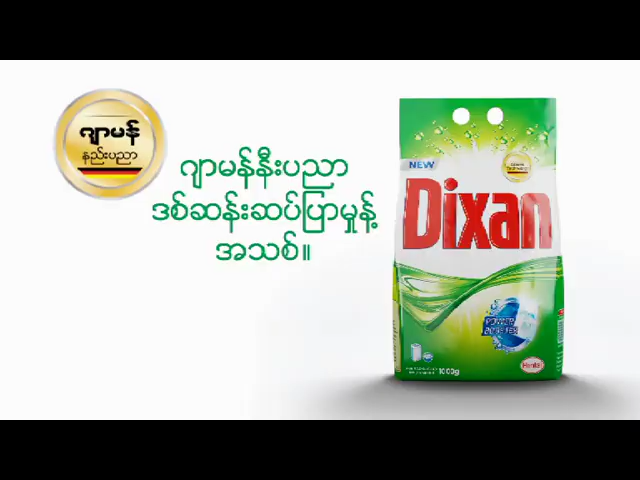 ဂျာမန်
နည်းပညာ
ဂျာမန်နီးပညာ
ဒစ်ဆန်းဆပ်ပြာမှုန့်
အသစ်။
NEW
Dixan
POWER
BOOSTER
Henkel
1000g